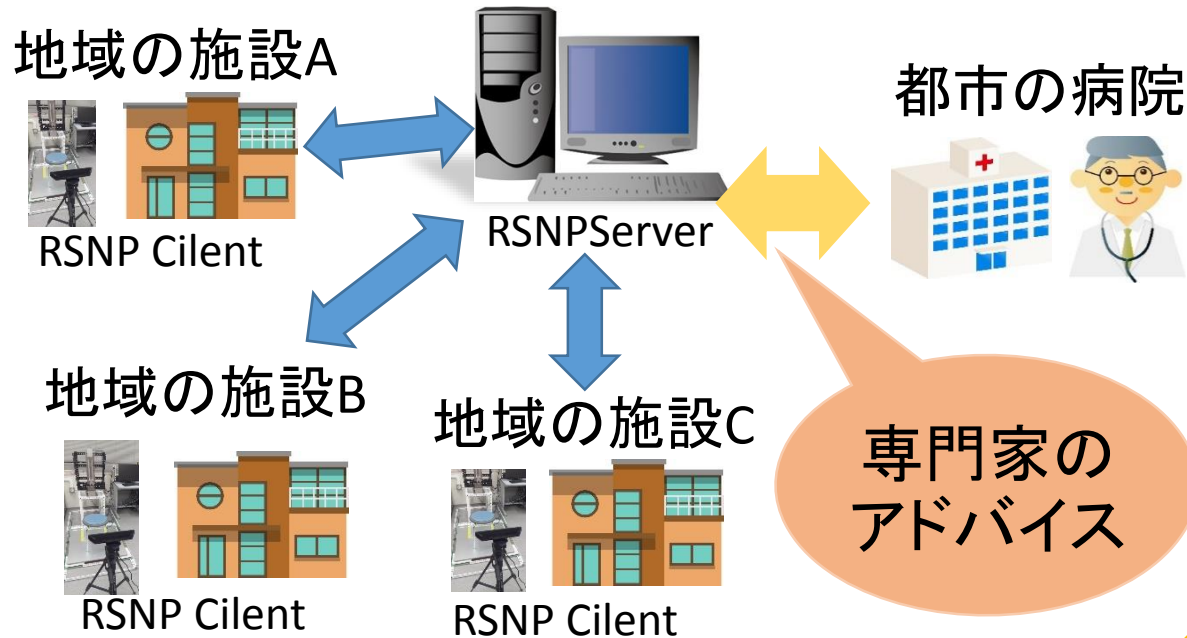 地域の施設A
RSNP Cilent
RSNPServer
都市の病院
地域の施設B
RSNP Cilent
地域の施設C
RSNP Cilent
専門家の
アドバイス